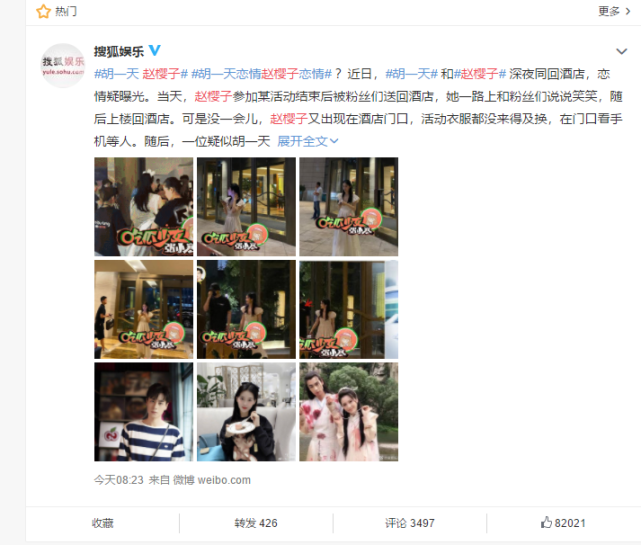 热门
更多 >
搜狐娱乐
yule.sohu.com
搜狐娱乐
#胡一天 赵樱子# #胡一天恋情赵樱子恋情#？近日，#胡一天# 和#赵樱子# 深夜同回酒店，恋
情疑曝光。当天，赵樱子参加某活动结束后被粉丝们送回酒店，她一路上和粉丝们说说笑笑，随
后上楼回酒店。可是没一会儿，赵樱子又出现在酒店门口，活动衣服都没来得及换，在门口看手
机等人。随后，一位疑似胡一天 展开全文
吃瓜少女
吃瓜少女
吃瓜少女
吃瓜少女
吃瓜少女
吃瓜少女
今天08:23 来自 微博 weibo.com
收藏
转发 426
评论 3497
82021